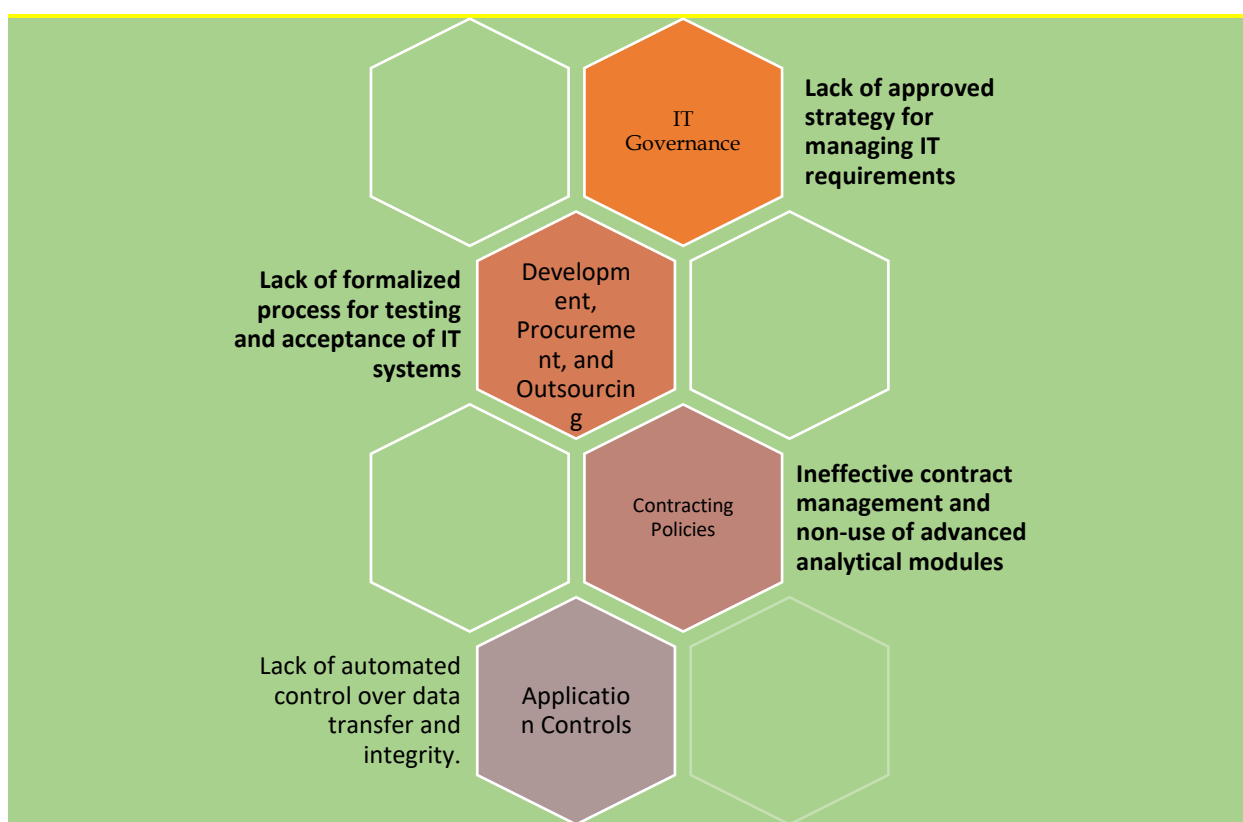 IT
Governance
Lack of approved
strategy for
managing IT
requirements
Lack of formalized
process for testing
and acceptance of IT
systems
Developm
ent,
Procureme
nt, and
Outsourcin
g
Contracting
Policies
Ineffective contract
management and
non-use of advanced
analytical modules
Lack of automated
control over data
transfer and
integrity.
Applicatio
n Controls